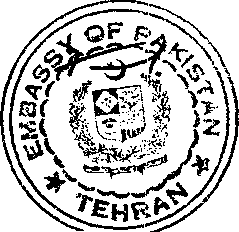 EMBASSY OF PAKISTAN
TEHRAN